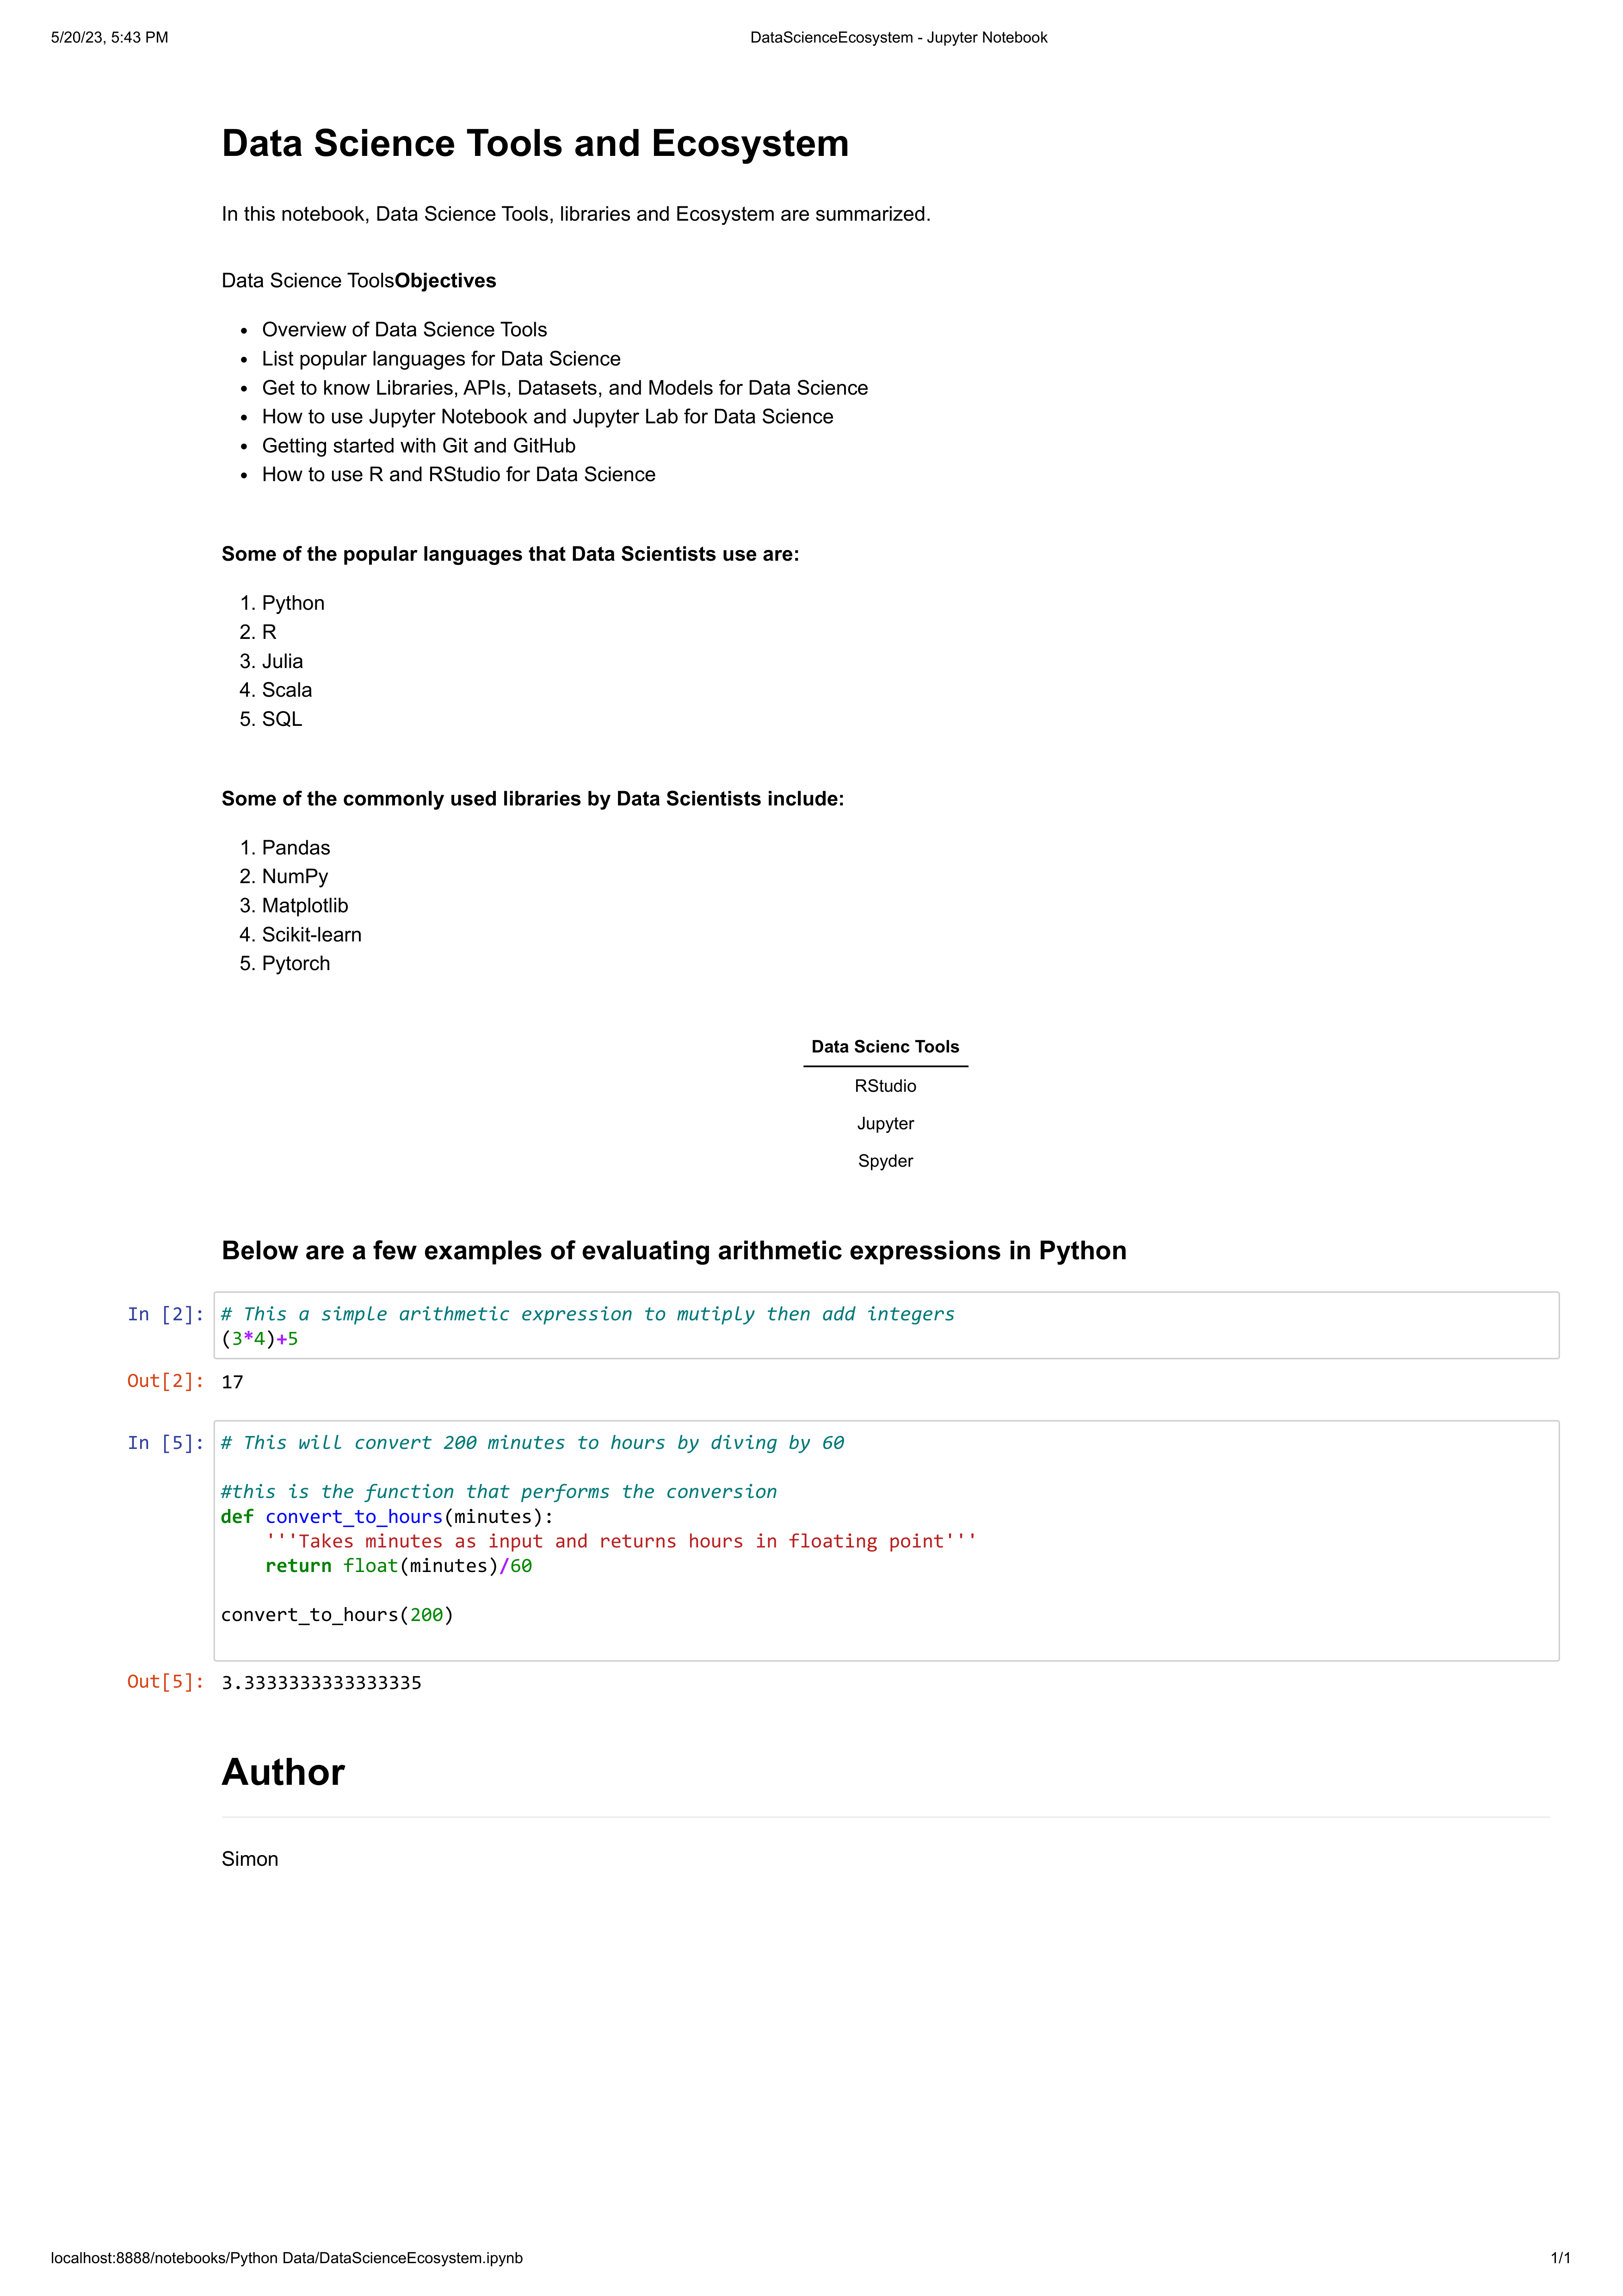 5/20/23, 5:43 PM
DataScienceEcosystem - Jupyter Notebook
Data Science Tools and Ecosystem
In this notebook, Data Science Tools, libraries and Ecosystem are summarized.
Data Science ToolsObjectives
• Overview of Data Science Tools
• List popular languages for Data Science
• Get to know Libraries, APIs, Datasets, and Models for Data Science
• How to use Jupyter Notebook and Jupyter Lab for Data Science
• Getting started with Git and GitHub
• How to use R and RStudio for Data Science
Some of the popular languages that Data Scientists use are:
1. Python
2. R
3. Julia
4. Scala
5. SQL
Some of the commonly used libraries by Data Scientists include:
1. Pandas
2. NumPy
3. Matplotlib
4. Scikit-learn
5. Pytorch
Data Scienc Tools
RStudio
Jupyter
Spyder
Below are a few examples of evaluating arithmetic expressions in Python
In [2]: # This a simple arithmetic expression to mutiply then add integers
(3*4)+5
Out[2]: 17
In [5]: # This will convert 200 minutes to hours by diving by 60
#this is the function that performs the conversion
def convert_to_hours(minutes):
    '''Takes minutes as input and returns hours in floating point'''
    return float(minutes)/60
convert_to_hours(200)
Out[5]: 3.3333333333333335
Author
Simon
localhost:8888/notebooks/Python Data/DataScienceEcosystem.ipynb
1/1